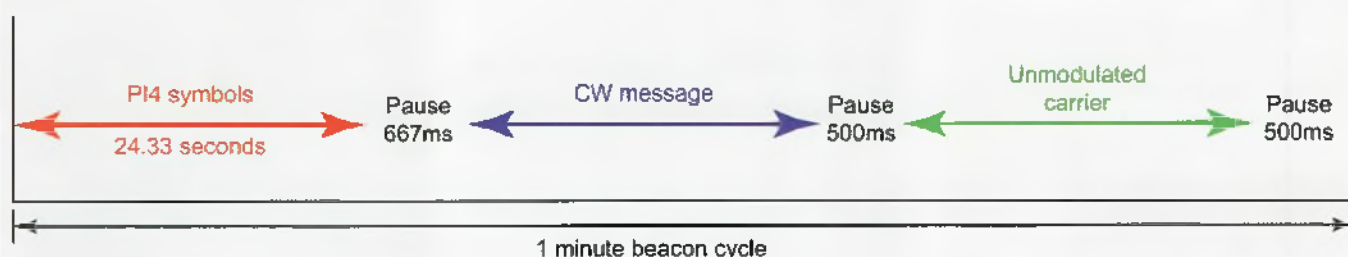 PI4 symbols
24.33 seconds
Pause
667ms
CW message
Pause
500ms
Unmodulated
carrier
Pause
500ms
1 minute beacon cycle